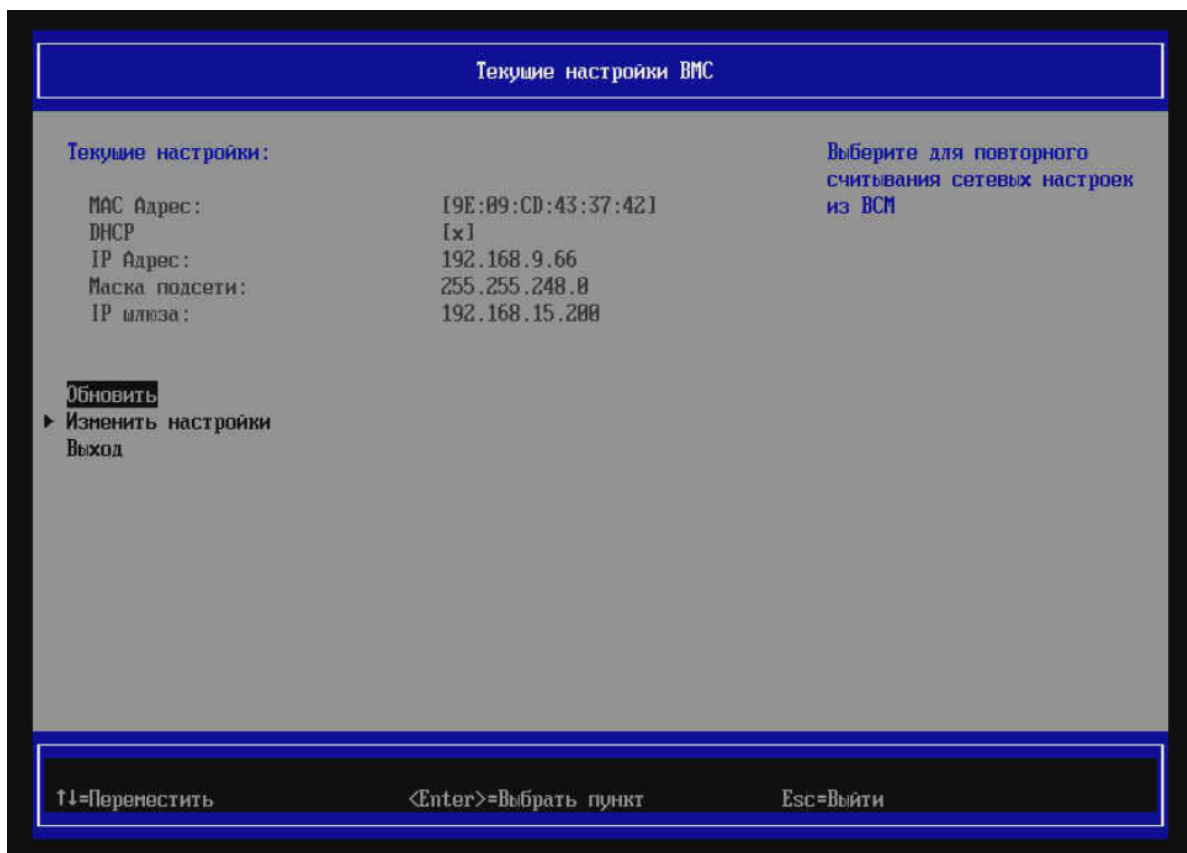 Текущие настройки BMC
Текущие настройки:
MAC Адрес: [9E:09:CD:43:37:42]
DHCP [x]
IP Адрес: 192.168.9.66
Маска подсети: 255.255.248.0
IP шлюза: 192.168.15.200
Обновить
▶ Изменить настройки
Выход
Выберите для повторного
считывания сетевых настроек
из BCM
↑↓=Переместить <Enter>=Выбрать пункт Esc=Выйти